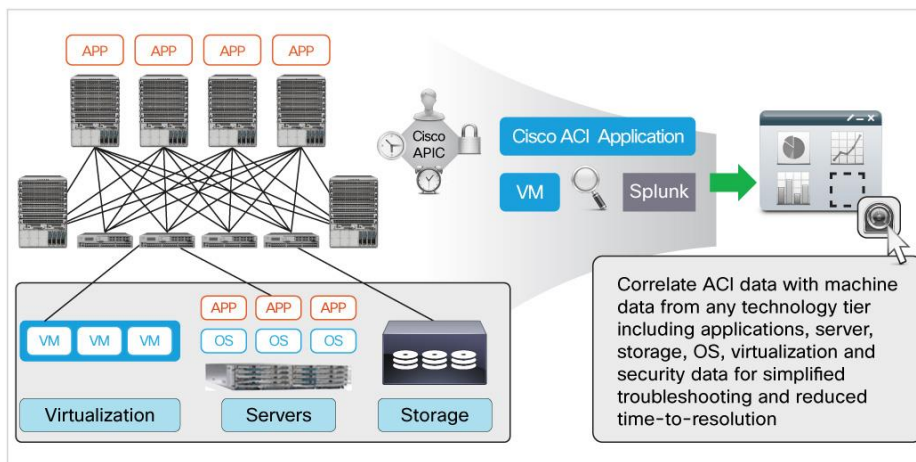 APP APP APP APP
Cisco
APIC
Cisco ACI Application
VM Splunk
APP APP APP
VM VM VM OS OS OS
Virtualization Servers Storage
Correlate ACI data with machine
data from any technology tier
including applications, server,
storage, OS, virtualization and
security data for simplified
troubleshooting and reduced
time-to-resolution